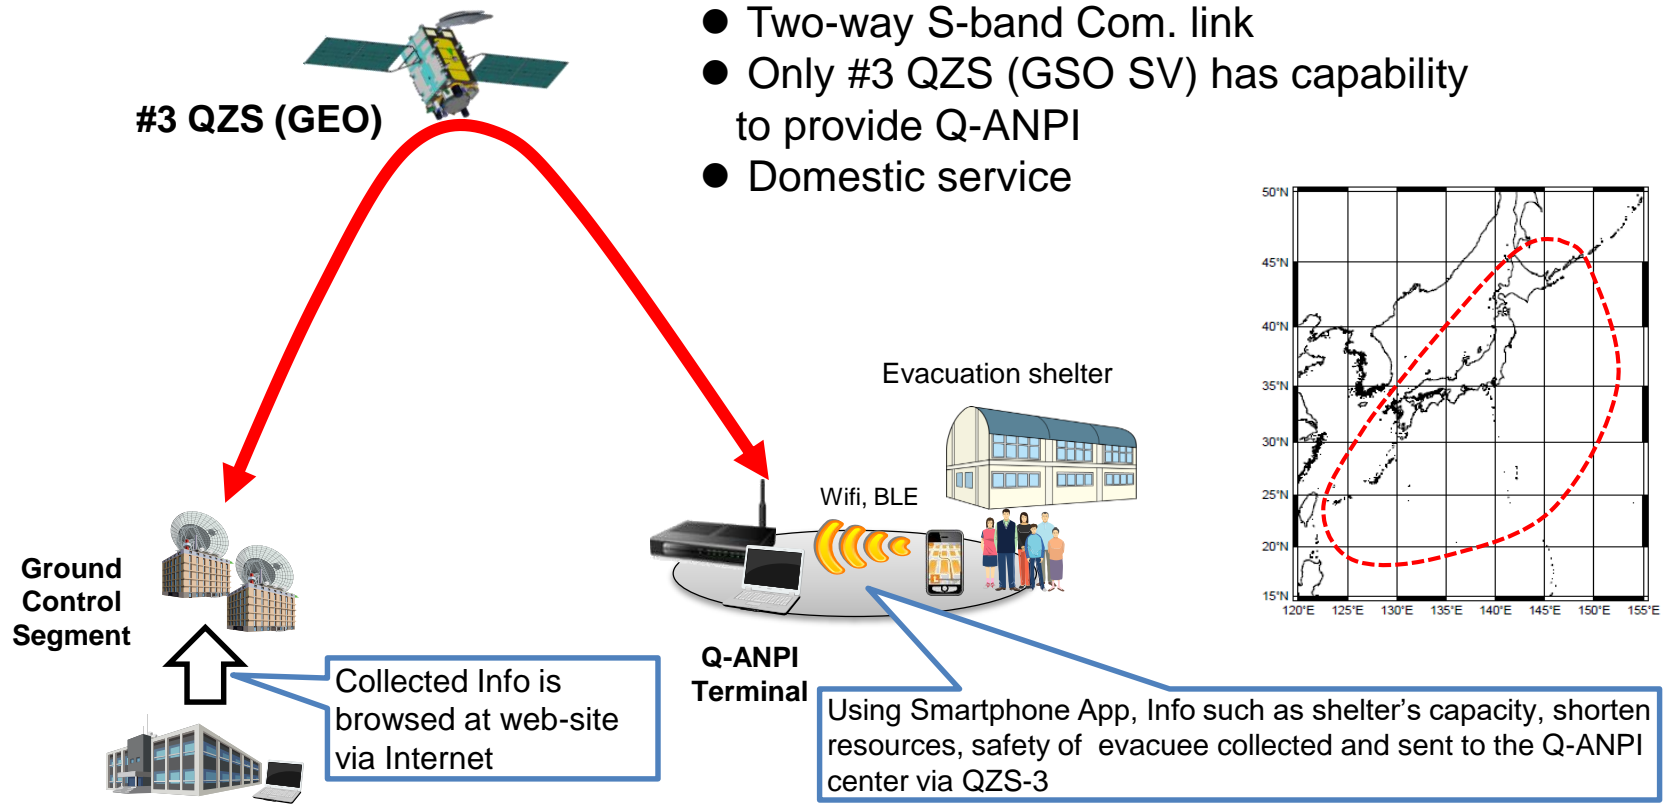 ● Two-way S-band Com. link
● Only #3 QZS (GSO SV) has capability
to provide Q-ANPI
● Domestic service
#3 QZS (GEO)
50°N
45°N
40°N
35°N
30°N
25°N
20°N
15°N
120°E 125°E 130°E 135°E 140°E 145°E 150°E 155°E
Evacuation shelter
Wifi, BLE
Ground
Control
Segment
Q-ANPI
Terminal
Collected Info is
browsed at web-site
via Internet
Using Smartphone App, Info such as shelter's capacity, shorten
resources, safety of evacuee collected and sent to the Q-ANPI
center via QZS-3